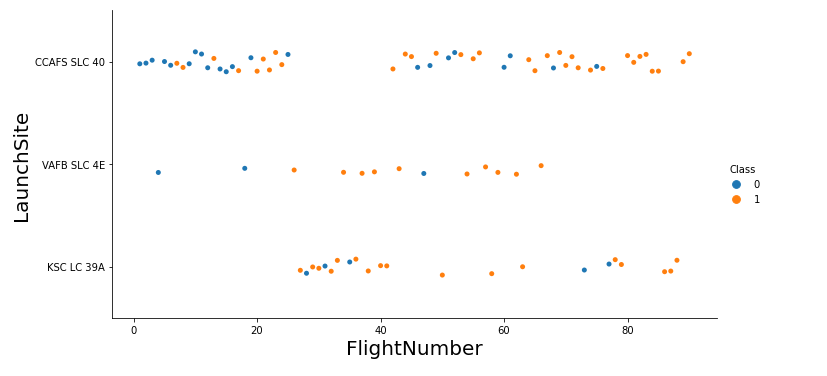 LaunchSite
CCAFS SLC 40
VAFB SLC 4E
KSC LC 39A
0
20
40
60
80
FlightNumber
Class
0
1